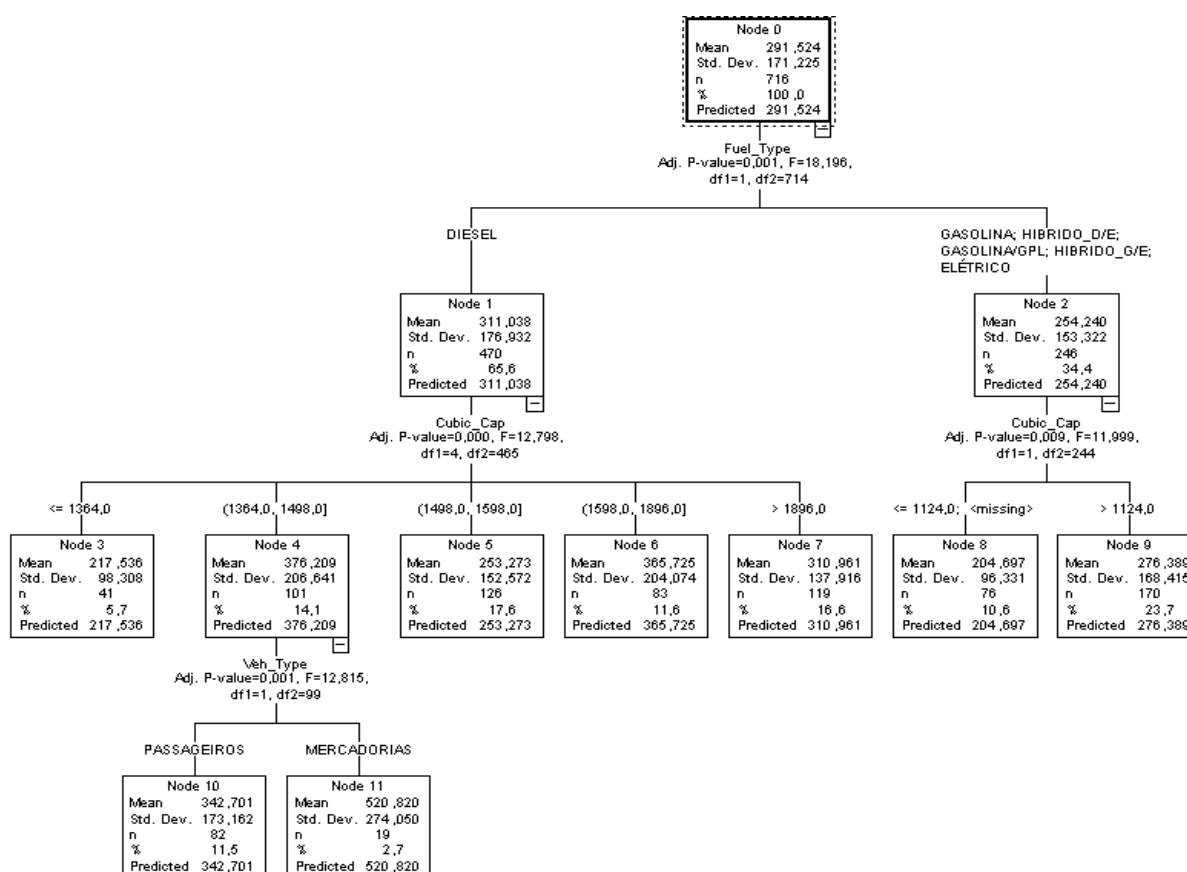 Node 0
Mean 291,524
Std. Dev. 171,225
n 716
% 100,0
Predicted 291,524
Fuel_Type
Adj. P-value=0,001, F=18,196,
df1=1, df2=714
DIESEL
GASOLINA; HIBRIDO_D/E;
GASOLINA/GPL; HIBRIDO_G/E;
ELÉTRICO
Node 1
Mean 311,038
Std. Dev. 176,932
n 470
% 65,6
Predicted 311,038
Node 2
Mean 254,240
Std. Dev. 153,322
n 246
% 34,4
Predicted 254,240
Cubic_Cap
Adj. P-value=0,000, F=12,798,
df1=4, df2=465
Cubic_Cap
Adj. P-value=0,009, F=11,999,
df1=1, df2=244
<= 1364,0
(1364,0, 1498,0]
(1498,0, 1598,0]
(1598,0, 1896,0]
> 1896,0
<= 1124,0; <missing>
> 1124,0
Node 3
Mean 217,536
Std. Dev. 98,308
n 41
% 5,7
Predicted 217,536
Node 4
Mean 376,209
Std. Dev. 206,641
n 101
% 14,1
Predicted 376,209
Node 5
Mean 253,273
Std. Dev. 152,572
n 126
% 17,6
Predicted 253,273
Node 6
Mean 365,725
Std. Dev. 204,074
n 83
% 11,6
Predicted 365,725
Node 7
Mean 310,961
Std. Dev. 137,916
n 119
% 16,6
Predicted 310,961
Node 8
Mean 204,697
Std. Dev. 96,331
n 76
% 10,6
Predicted 204,697
Node 9
Mean 276,389
Std. Dev. 168,415
n 170
% 23,7
Predicted 276,389
Veh_Type
Adj. P-value=0,001, F=12,815,
df1=1, df2=99
PASSAGEIROS
MERCADORIAS
Node 10
Mean 342,701
Std. Dev. 173,162
n 82
% 11,5
Predicted 342,701
Node 11
Mean 520,820
Std. Dev. 274,050
n 19
% 2,7
Predicted 520,820